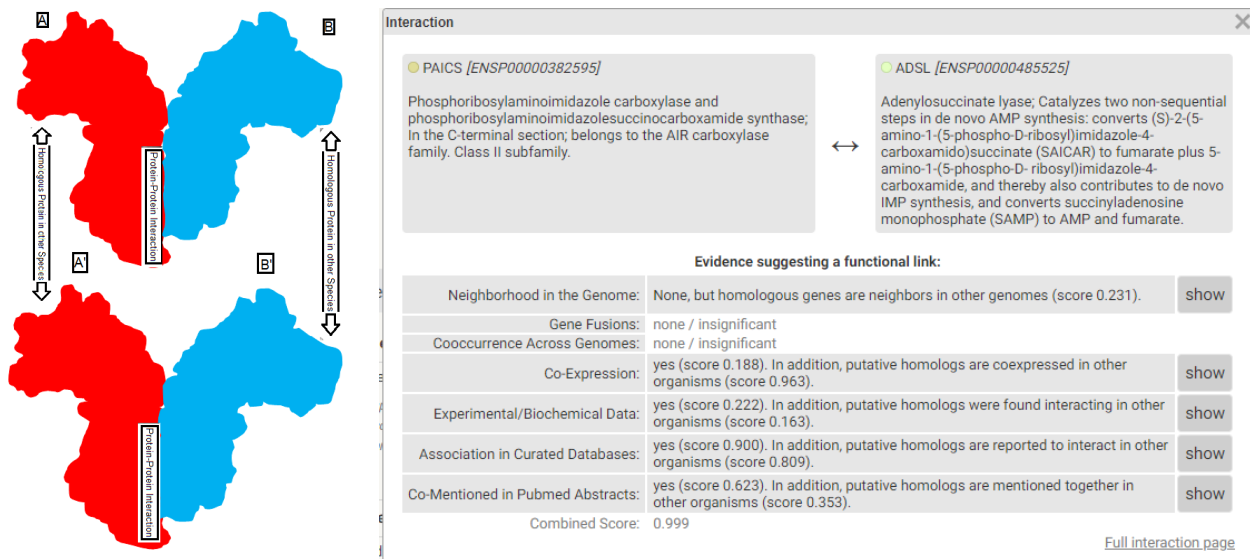 A
B
Homologous Protein in other Species
Protein-Protein Interaction
Homologous Protein in other Species
A'
B'
Protein-Protein Interaction
Interaction
PAICS [ENSP00000382595]
Phosphoribosylaminoimidazole carboxylase and
phosphoribosylaminoimidazolesuccinocarboxamide synthase;
In the C-terminal section; belongs to the AIR carboxylase
family. Class II subfamily.
↔
ADSL [ENSP00000485525]
Adenylosuccinate lyase; Catalyzes two non-sequential
steps in de novo AMP synthesis: converts (S)-2-(5-
amino-1-(5-phospho-D-ribosyl)imidazole-4-
carboxamido)succinate (SAICAR) to fumarate plus 5-
amino-1-(5-phospho-D- ribosyl)imidazole-4-
carboxamide, and thereby also contributes to de novo
IMP synthesis, and converts succinyladenosine
monophosphate (SAMP) to AMP and fumarate.
Evidence suggesting a functional link:
Neighborhood in the Genome: None, but homologous genes are neighbors in other genomes (score 0.231). show
Gene Fusions: none / insignificant
Cooccurrence Across Genomes: none / insignificant
Co-Expression: yes (score 0.188). In addition, putative homologs are coexpressed in other
organisms (score 0.963). show
Experimental/Biochemical Data: yes (score 0.222). In addition, putative homologs were found interacting in other
organisms (score 0.163). show
Association in Curated Databases: yes (score 0.900). In addition, putative homologs are reported to interact in other
organisms (score 0.809). show
Co-Mentioned in Pubmed Abstracts: yes (score 0.623). In addition, putative homologs are mentioned together in
other organisms (score 0.353). show
Combined Score: 0.999
Full interaction page